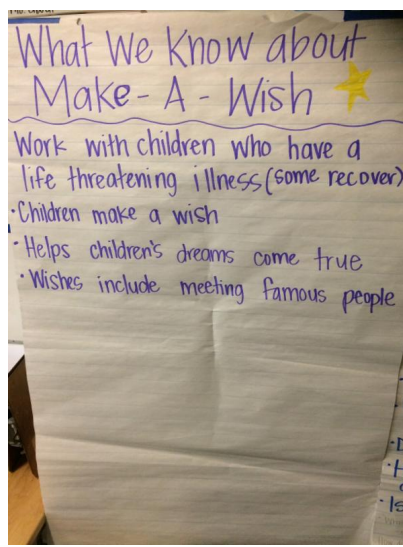 What We Know about
Make-A-Wish
Work with children who have a
life threatening illness (some recover)
·Children make a wish
·Helps children's dreams come true
·Wishes include meeting famous people